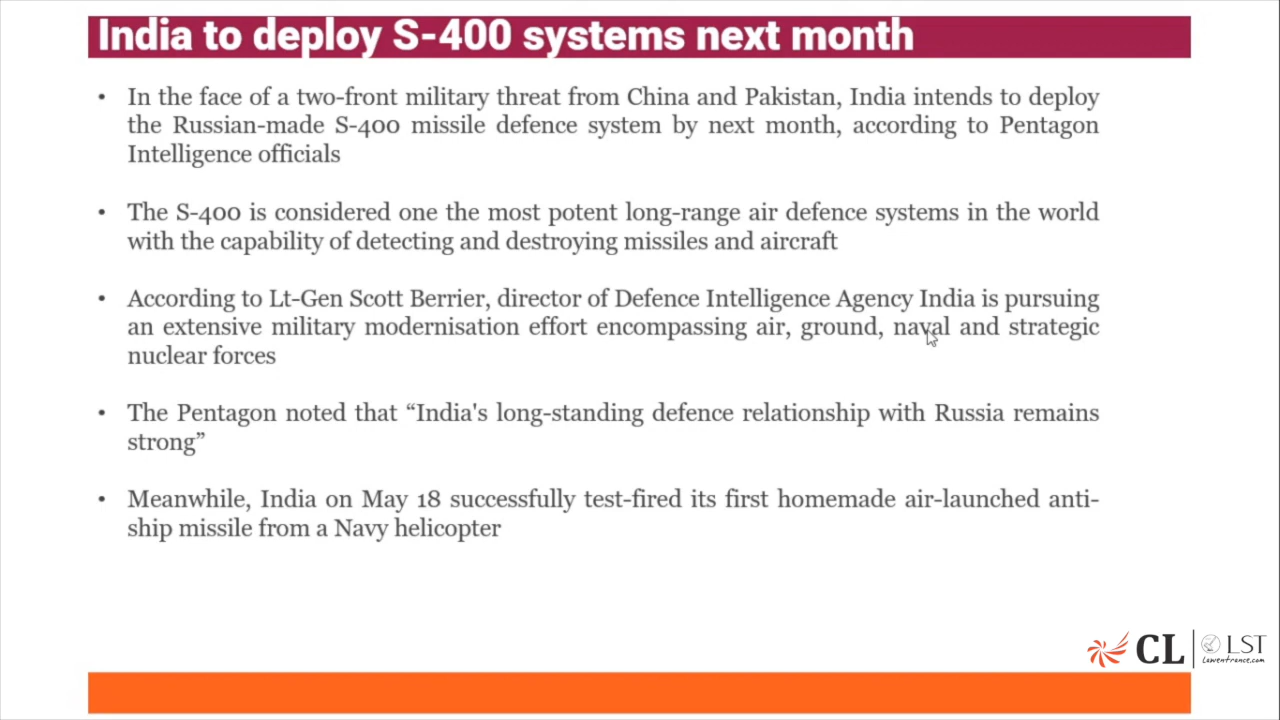 India to deploy S-400 systems next month
• In the face of a two-front military threat from China and Pakistan, India intends to deploy
the Russian-made S-400 missile defence system by next month, according to Pentagon
Intelligence officials
• The S-400 is considered one the most potent long-range air defence systems in the world
with the capability of detecting and destroying missiles and aircraft
• According to Lt-Gen Scott Berrier, director of Defence Intelligence Agency India is pursuing
an extensive military modernisation effort encompassing air, ground, naval and strategic
nuclear forces
• The Pentagon noted that “India's long-standing defence relationship with Russia remains
strong”
• Meanwhile, India on May 18 successfully test-fired its first homemade air-launched anti-
ship missile from a Navy helicopter
CL LST
Lawentrance.com